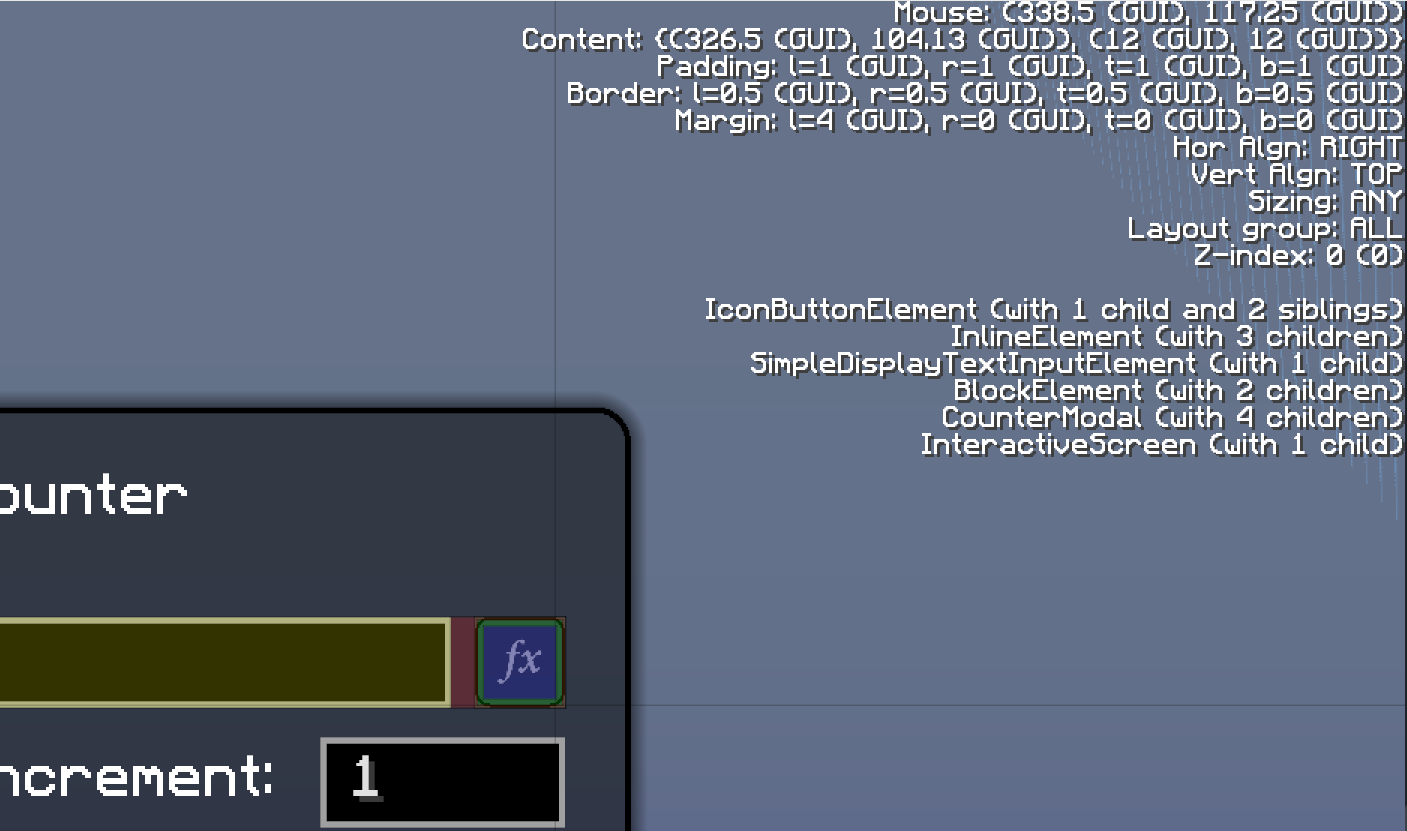 Mouse: (338.5 (GUI), 117.25 (GUI))
Content: {(326.5 (GUI), 104.13 (GUI)), (12 (GUI), 12 (GUI))}
Padding: l=1 (GUI), r=1 (GUI), t=1 (GUI), b=1 (GUI)
Border: l=0.5 (GUI), r=0.5 (GUI), t=0.5 (GUI), b=0.5 (GUI)
Margin: l=4 (GUI), r=0 (GUI), t=0 (GUI), b=0 (GUI)
Hor Algn: RIGHT
Vert Algn: TOP
Sizing: ANY
Layout group: ALL
Z-index: 0 (0)
IconButtonElement (with 1 child and 2 siblings)
InlineElement (with 3 children)
SimpleDisplayTextInputElement (with 1 child)
BlockElement (with 2 children)
CounterModal (with 4 children)
InteractiveScreen (with 1 child)
ounter
fx
ncrement: 1